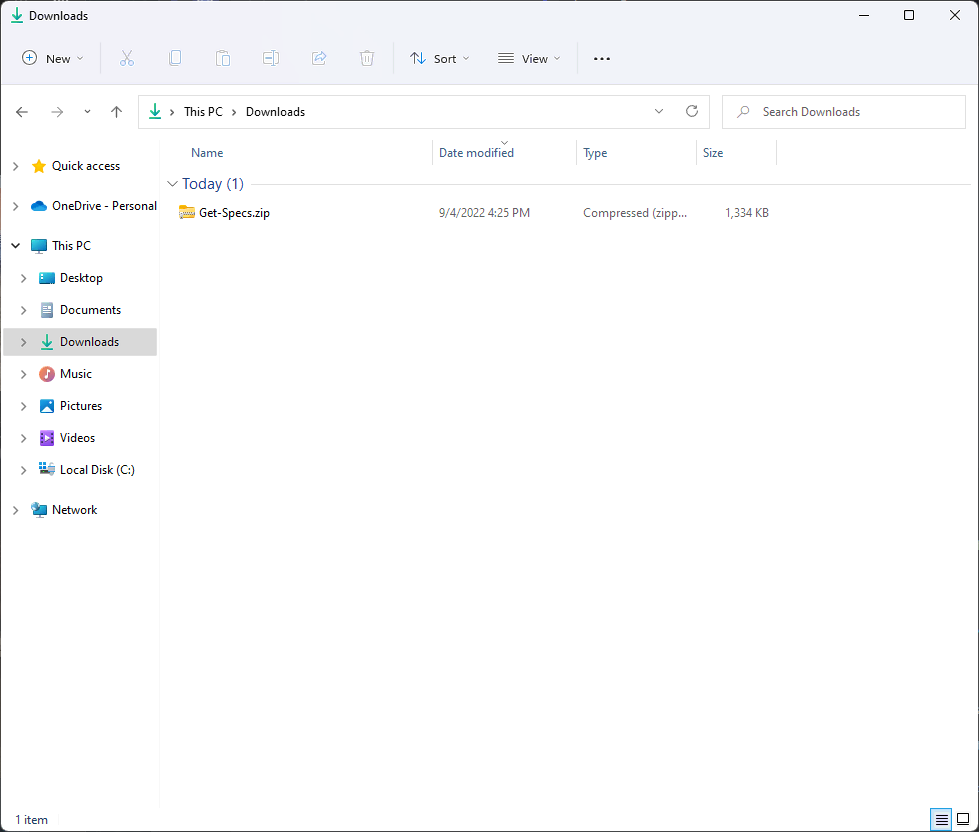 Downloads
New Sort View
This PC Downloads Search Downloads
Name Date modified Type Size
Quick access
Today (1)
OneDrive - Personal
Get-Specs.zip 9/4/2022 4:25 PM Compressed (zipp... 1,334 KB
This PC
Desktop
Documents
Downloads
Music
Pictures
Videos
Local Disk (C:)
Network
1 item